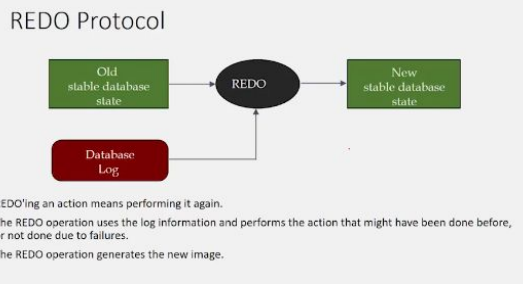 REDO Protocol
Old
stable database
state
REDO
New
stable database
state
Database
Log
EDO'ing an action means performing it again.
he REDO operation uses the log information and performs the action that might have been done before,
r not done due to failures.
he REDO operation generates the new image.